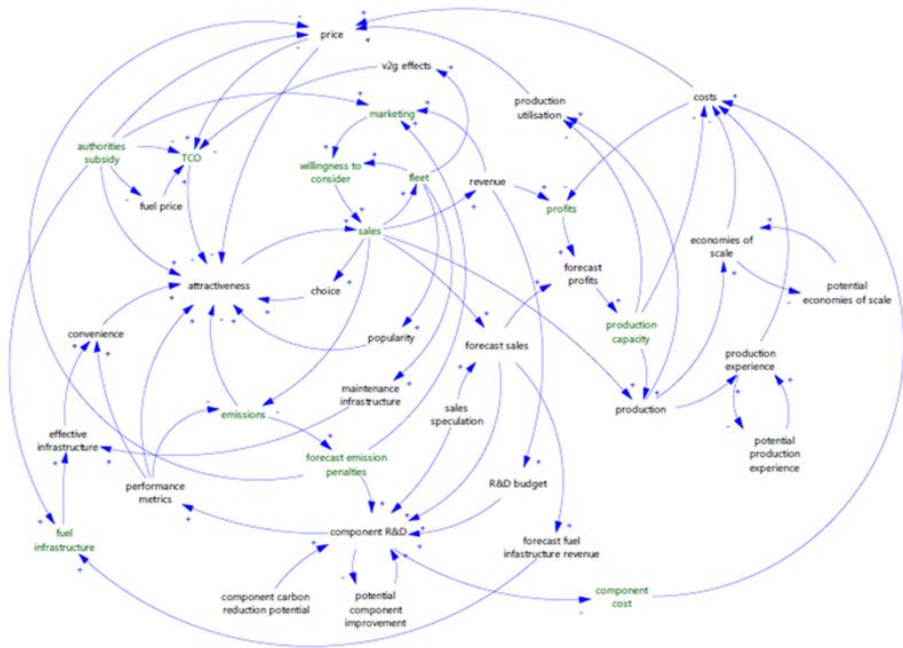 price
v2g effects
production
utilisation
costs
marketing
authorities
subsidy
TCO
willingness to
consider
fleet
revenue
fuel price
profits
sales
economies of
scale
attractiveness
choice
forecast
profits
potential
economies of scale
convenience
popularity
forecast sales
production
capacity
production
experience
maintenance
infrastructure
emissions
sales
speculation
production
effective
infrastructure
forecast emission
penalties
potential
production
experience
performance
metrics
R&D budget
fuel
infrastructure
component R&D
forecast fuel
infastructure revenue
component carbon
reduction potential
potential
component
improvement
component
cost